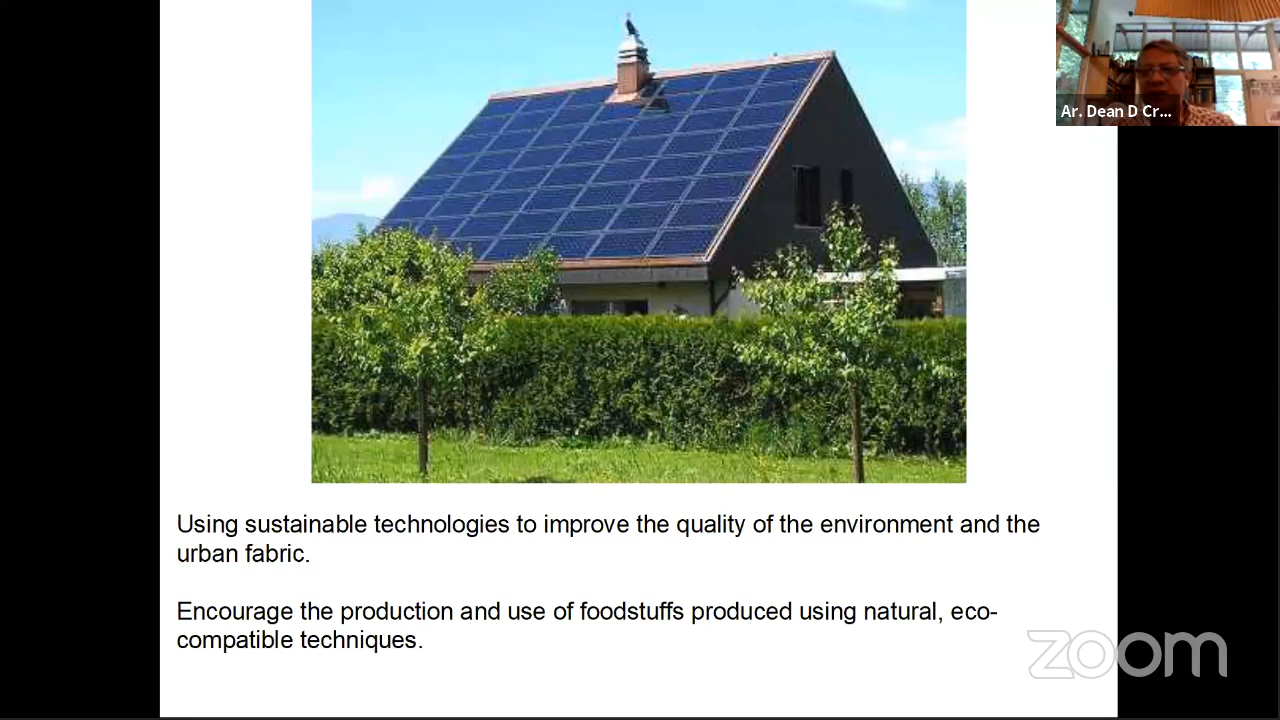 Ar. Dean D Cr...
Using sustainable technologies to improve the quality of the environment and the
urban fabric.
Encourage the production and use of foodstuffs produced using natural, eco-
compatible techniques.
zoom